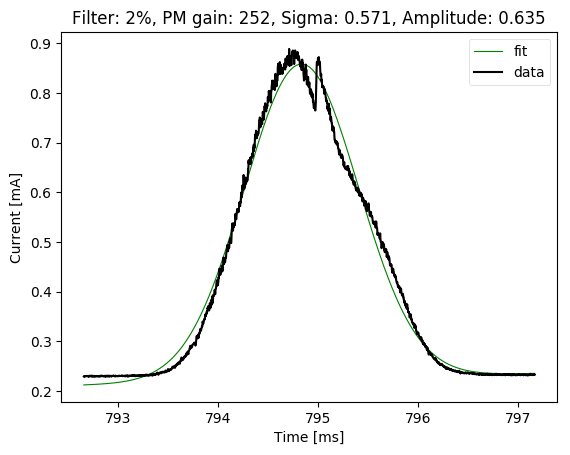 Filter: 2%, PM gain: 252, Sigma: 0.571, Amplitude: 0.635
fit
data
0.9
0.8
0.7
0.6
0.5
0.4
0.3
0.2
Current [mA]
793
794
795
796
797
Time [ms]